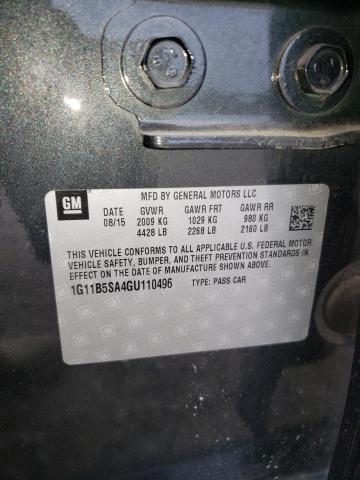 GM
MFD BY GENERAL MOTORS LLC
DATE GVWR GAWR FRT GAWR RR
08/15 2009 KG 1029 KG 980 KG
4428 LB 2268 LB 2160 LB
THIS VEHICLE CONFORMS TO ALL APPLICABLE U.S. FEDERAL MOTOR
VEHICLE SAFETY, BUMPER, AND THEFT PREVENTION STANDARDS IN
EFFECT ON THE DATE OF MANUFACTURE SHOWN ABOVE.
1G11B5SA4GU110496 TYPE: PASS CAR